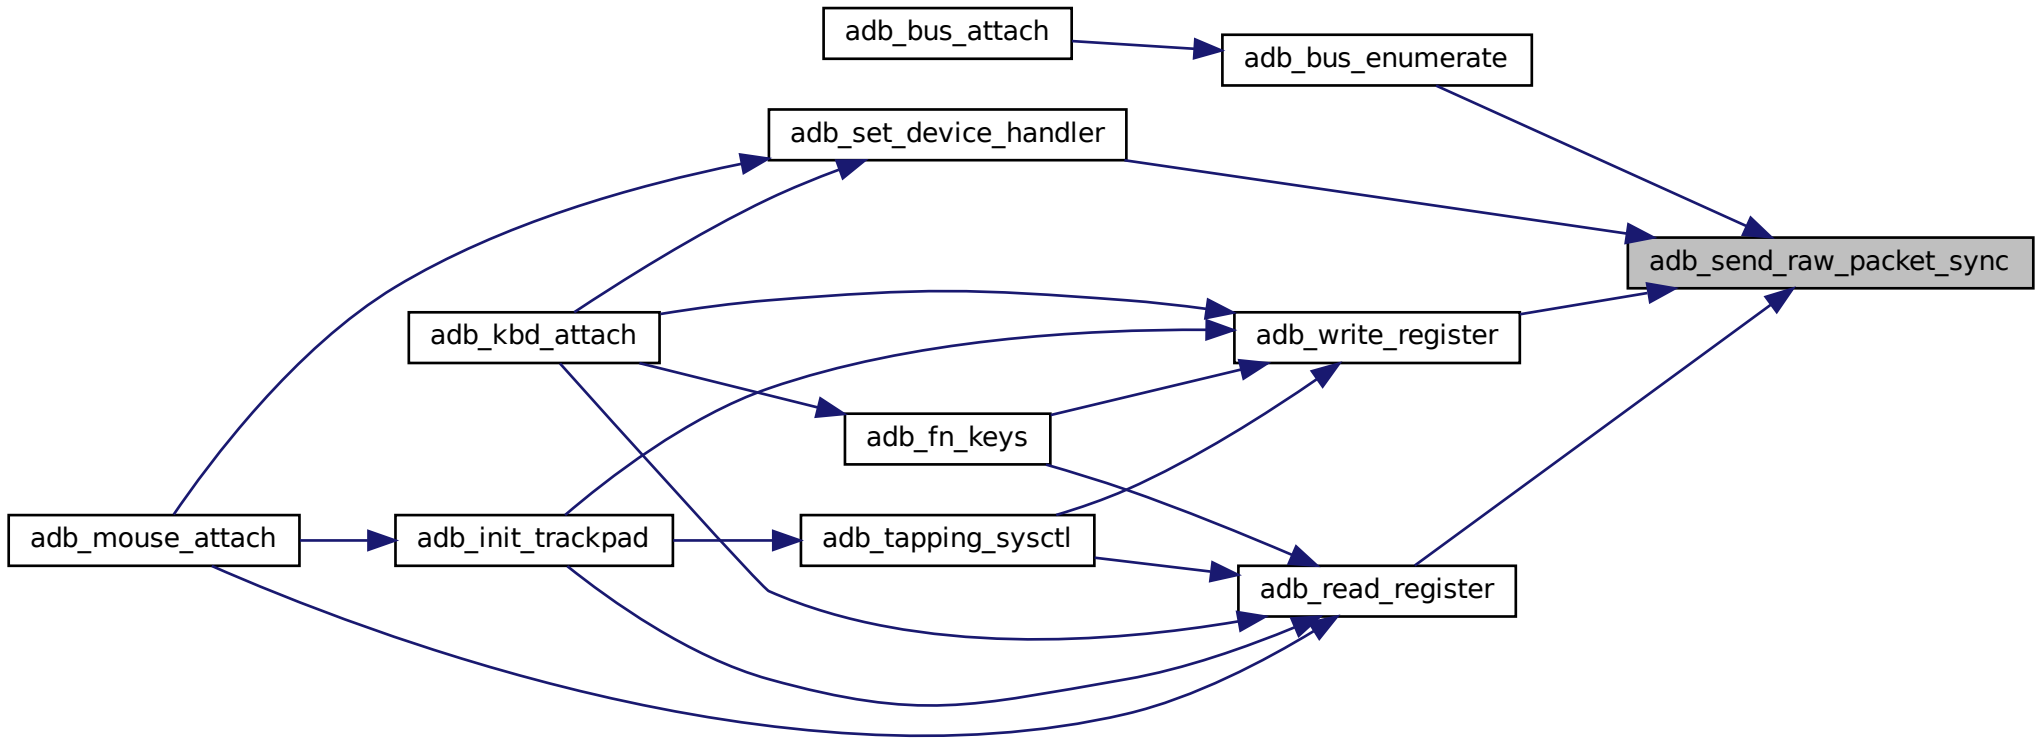 adb_bus_attach
adb_bus_enumerate
adb_set_device_handler
adb_send_raw_packet_sync
adb_kbd_attach
adb_write_register
adb_fn_keys
adb_mouse_attach
adb_init_trackpad
adb_tapping_sysctl
adb_read_register